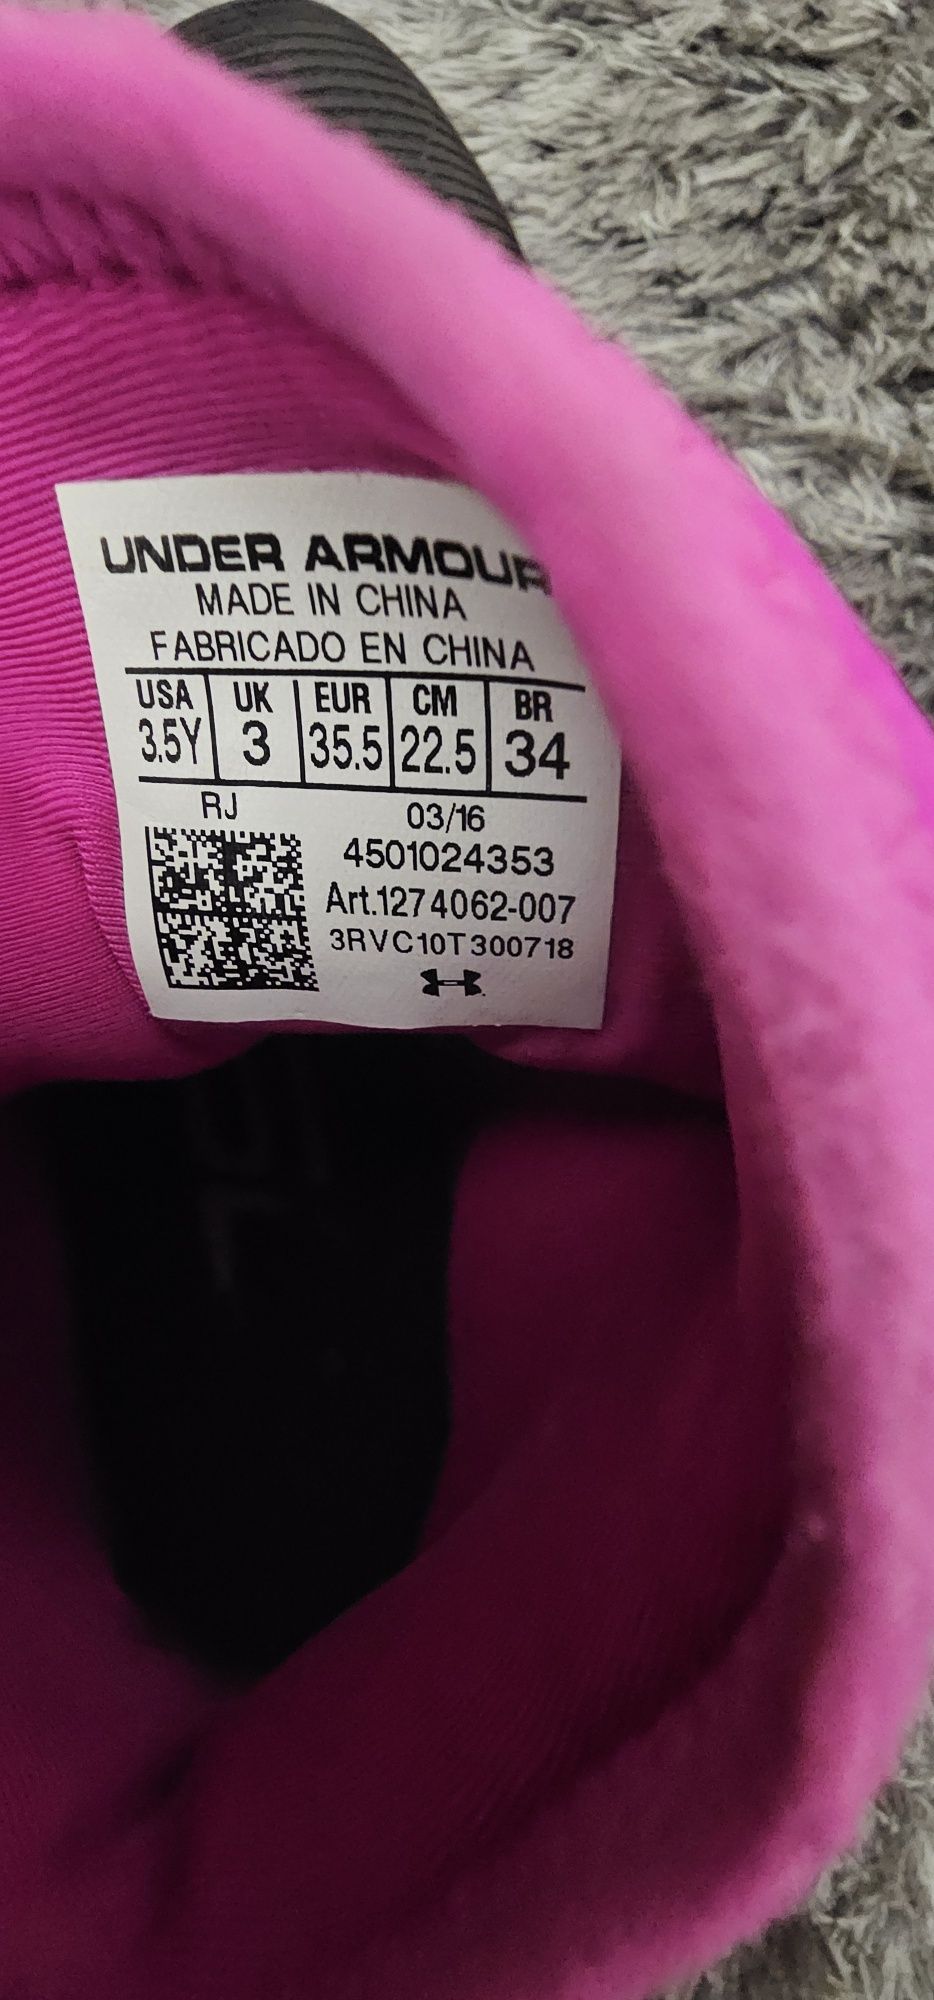 UNDER ARMOUR
MADE IN CHINA
FABRICADO EN CHINA
USA UK EUR CM BR
3.5Y 3 35.5 22.5 34
RJ 03/16
4501024353
Art.1274062-007
3RVC10T300718